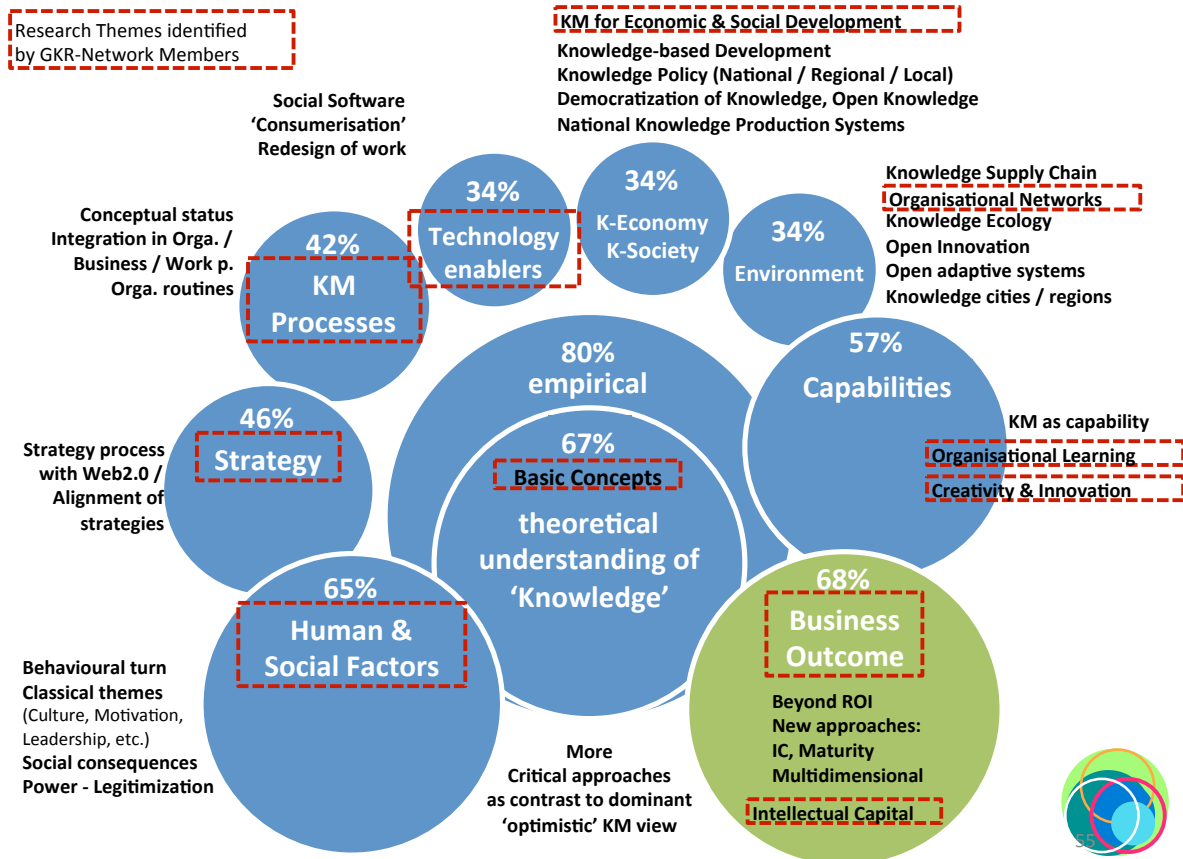 Research Themes identified
by GKR-Network Members
KM for Economic & Social Development
Knowledge-based Development
Knowledge Policy (National / Regional / Local)
Democratization of Knowledge, Open Knowledge
National Knowledge Production Systems
Social Software
‘Consumerisation’
Redesign of work
34%
Technology
enablers
34%
K-Economy
K-Society
34%
Environment
Knowledge Supply Chain
Organisational Networks
Knowledge Ecology
Open Innovation
Open adaptive systems
Knowledge cities / regions
Conceptual status
Integration in Orga. /
Business / Work p.
Orga. routines
42%
KM
Processes
80%
empirical
57%
Capabilities
KM as capability
Organisational Learning
Creativity & Innovation
46%
Strategy
Strategy process
with Web2.0 /
Alignment of
strategies
67%
Basic Concepts
theoretical
understanding of
‘Knowledge’
65%
Human &
Social Factors
Behavioural turn
Classical themes
(Culture, Motivation,
Leadership, etc.)
Social consequences
Power - Legitimization
68%
Business
Outcome
Beyond ROI
New approaches:
IC, Maturity
Multidimensional
Intellectual Capital
More
Critical approaches
as contrast to dominant
‘optimistic’ KM view
55